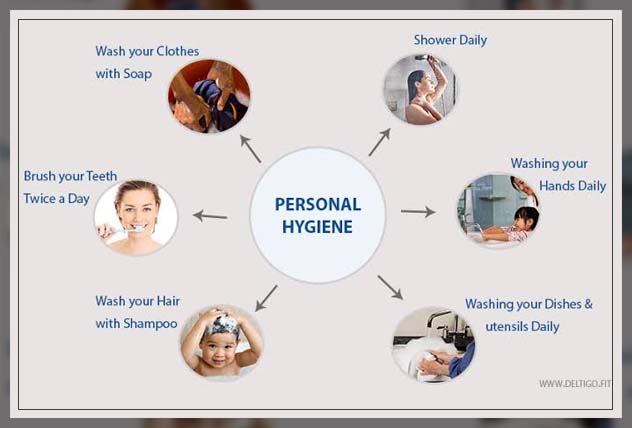 Wash your Clothes
with Soap
Shower Daily
Brush your Teeth
Twice a Day
PERSONAL
HYGIENE
Washing your
Hands Daily
Wash your Hair
with Shampoo
Washing your Dishes &
utensils Daily
WWW.DELTIGO.FIT